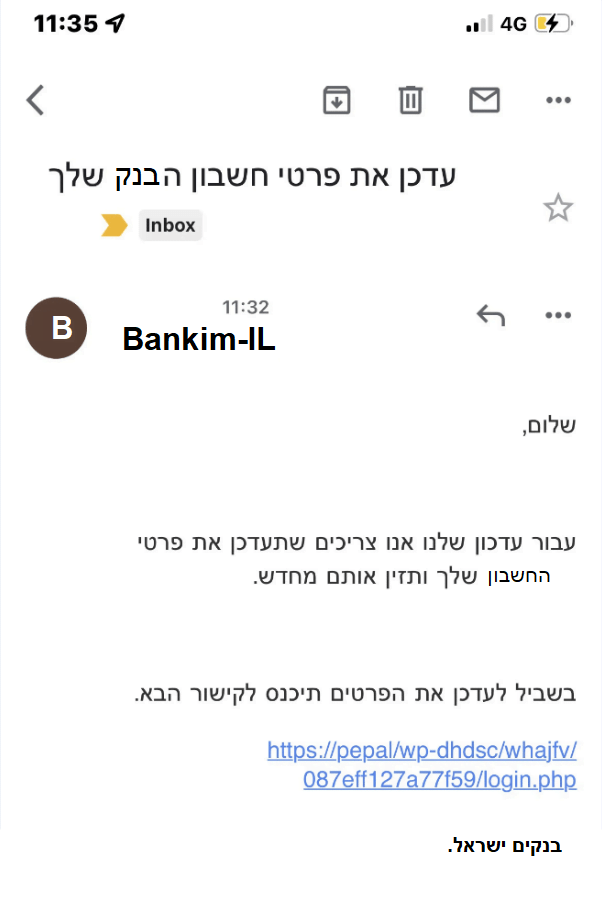 11:35
4G
עדכן את פרטי חשבון הבנק שלך
Inbox
11:32
B
Bankim-IL
שלום,
עבור עדכון שלנו אנו צריכים שתעדכן את פרטי
החשבון שלך ותזין אותם מחדש.
בשביל לעדכן את הפרטים תיכנס לקישור הבא.
https://pepal/wp-dhdsc/whajfv/
087eff127a77f59/login.php
בנקים ישראל.